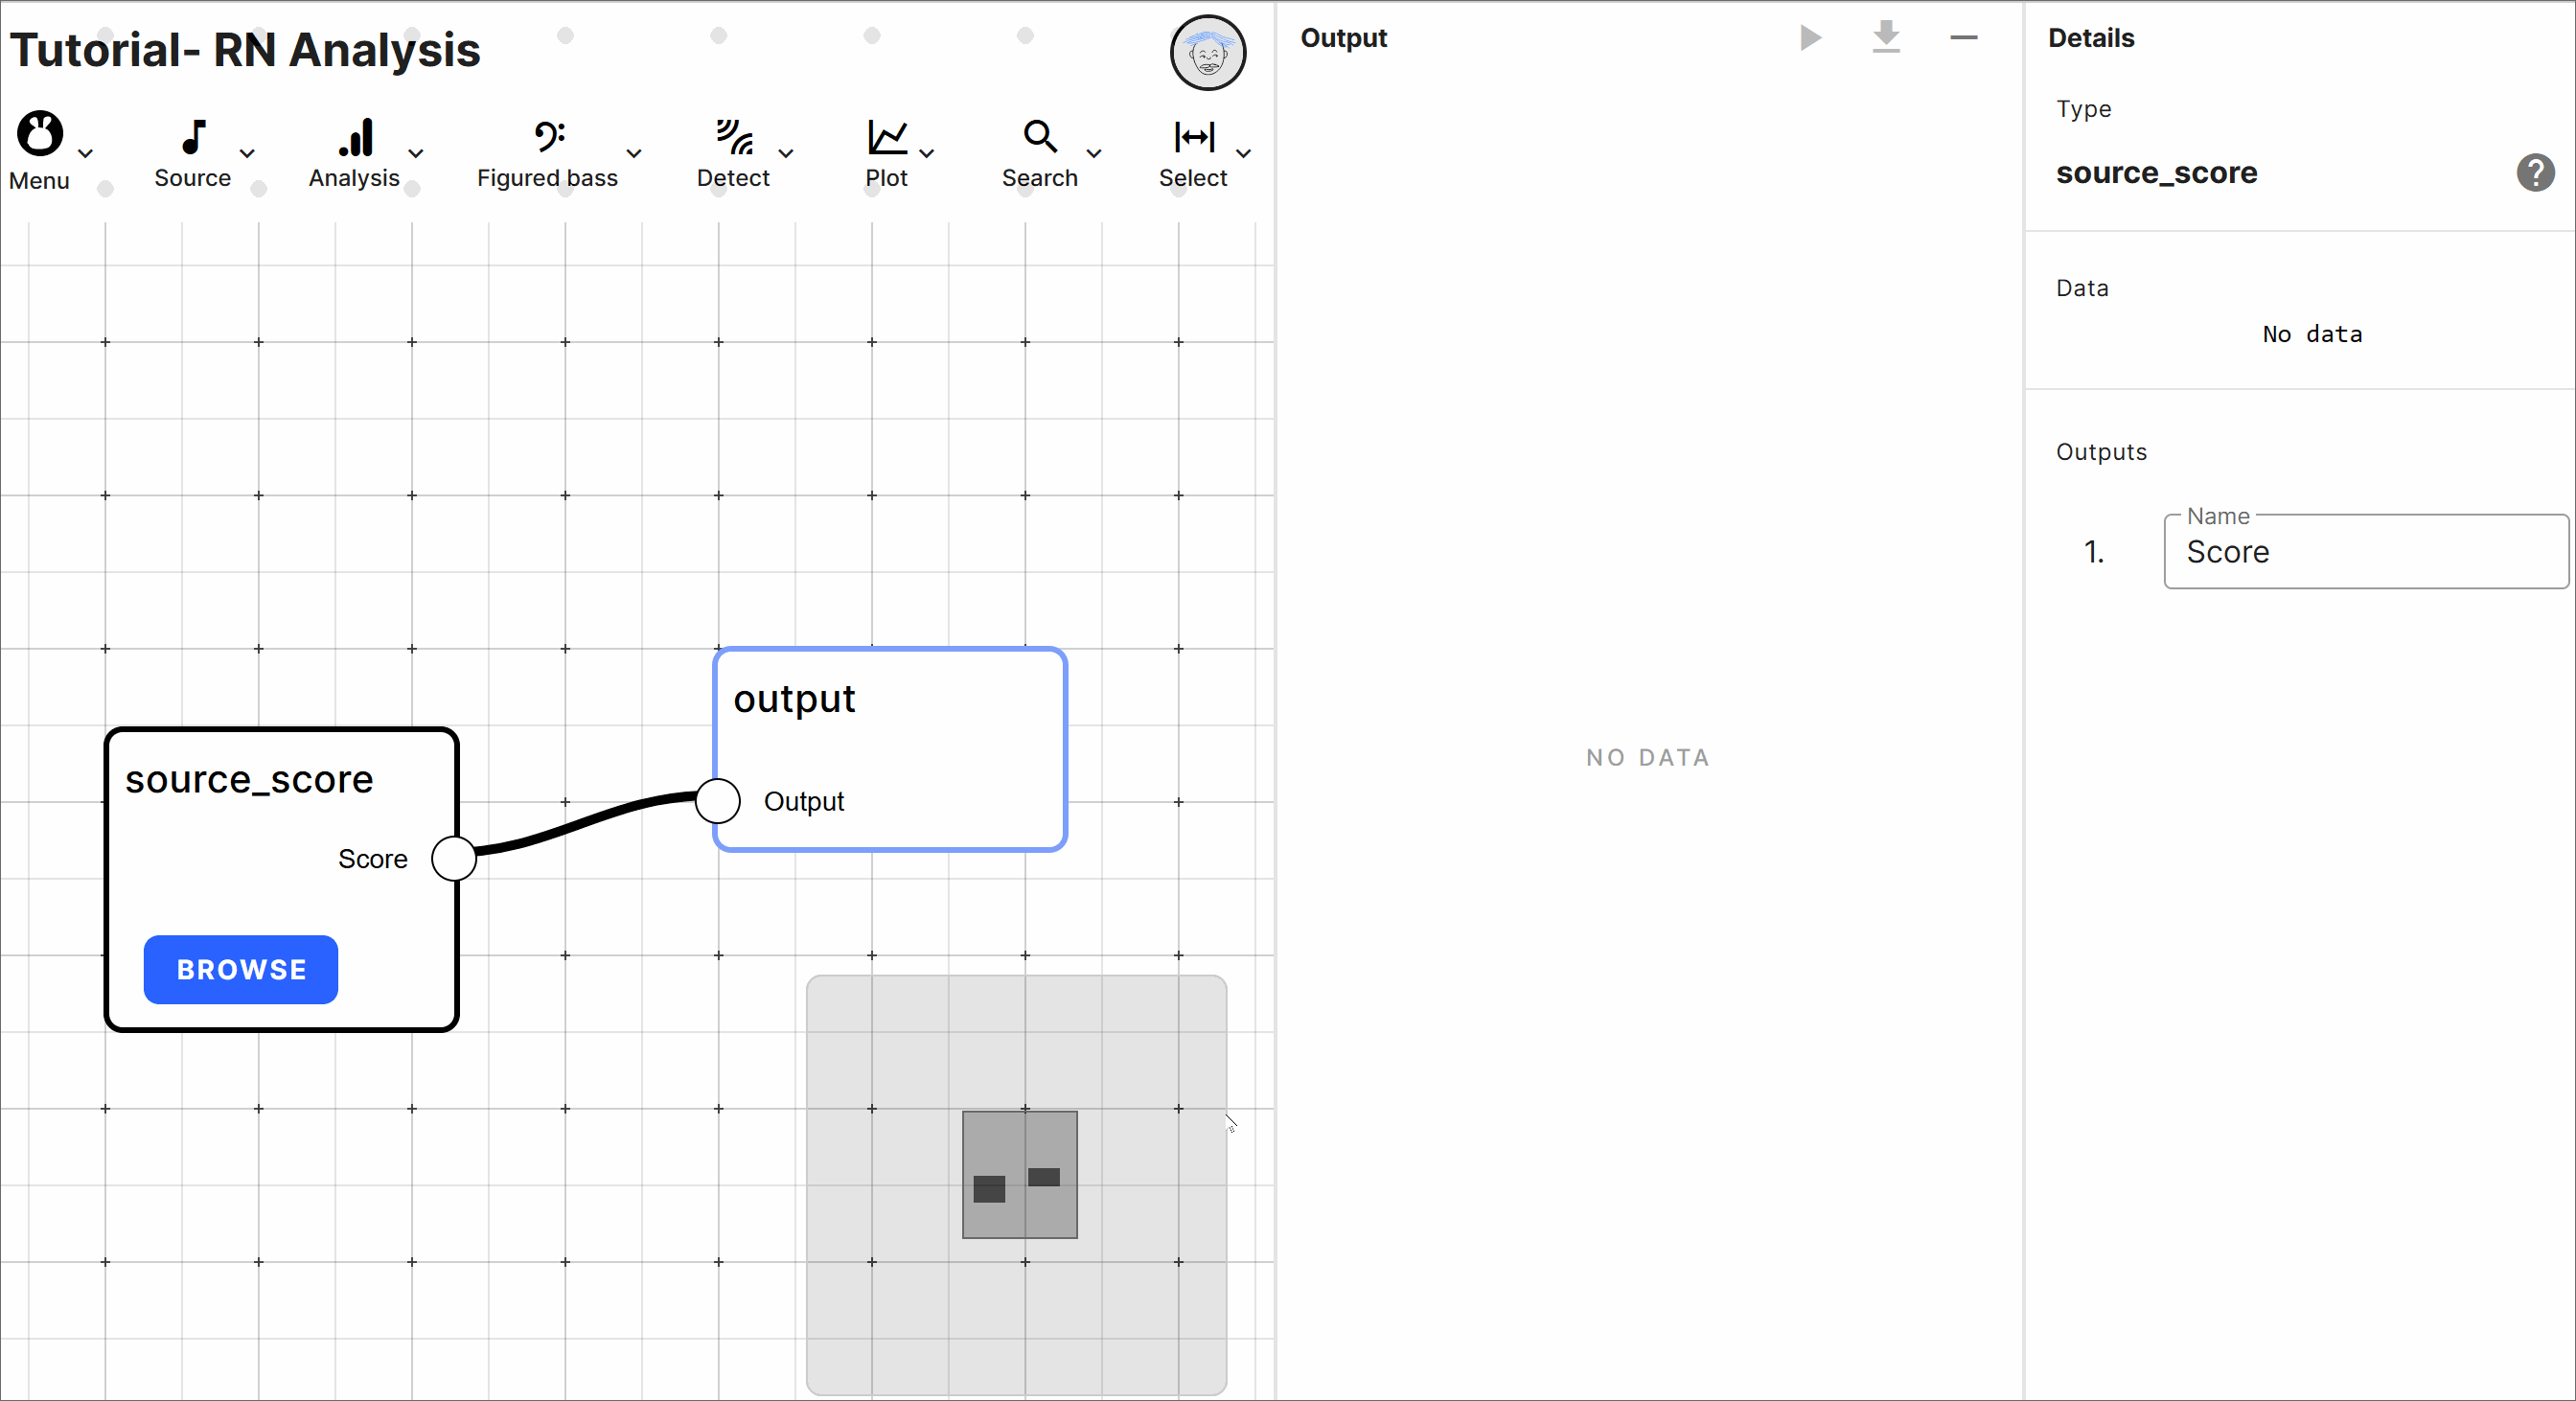 Tutorial- RN Analysis
Menu
Source
Analysis
Figured bass
Detect
Plot
Search
Select
source_score
Score
BROWSE
output
Output
Output
NO DATA
Details
Type
source_score
?
Data
No data
Outputs
Name
1.
Score